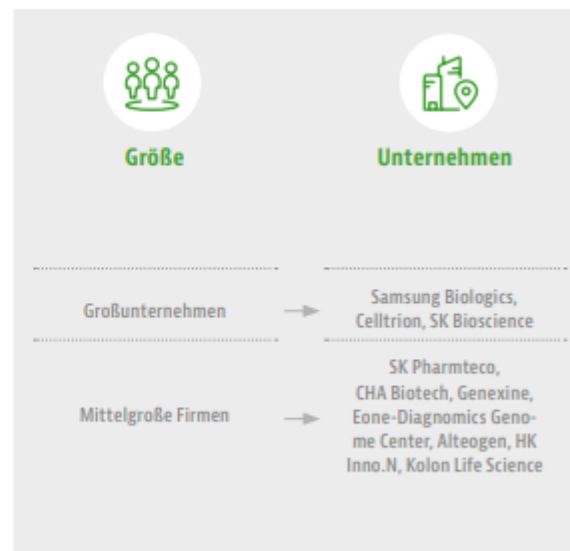 Größe
Unternehmen
Großunternehmen
Samsung Biologics,
Celltrion, SK Bioscience
Mittelgroße Firmen
SK Pharmteco,
CHA Biotech, Genexine,
Eone-Diagnomics Geno-
me Center, Alteogen, HK
Inno.N, Kolon Life Science